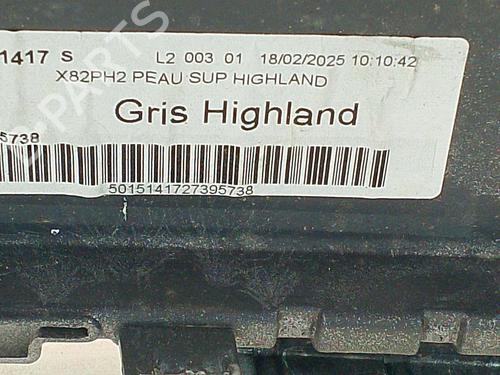 1417 S L2 003 01 18/02/2025 10:10:42
X82PH2 PEAU SUP HIGHLAND
Gris Highland
5738
5015141727395738